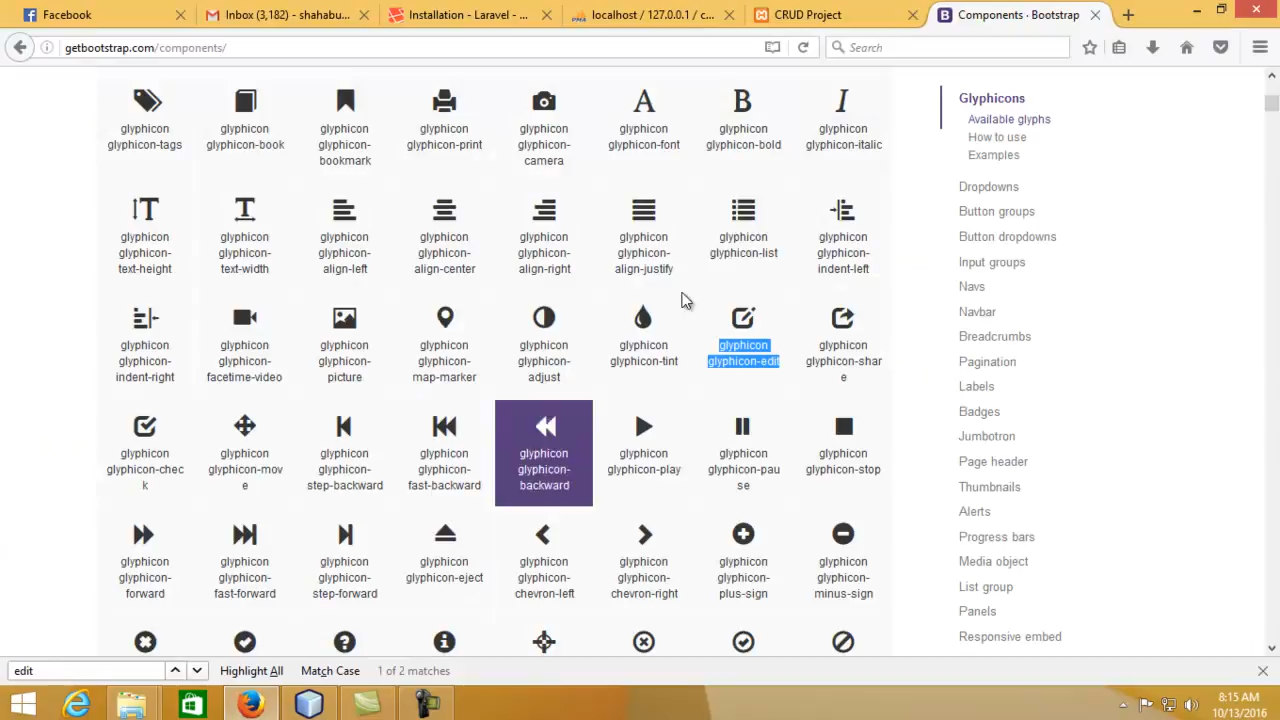 Facebook
Inbox (3,182) - shahabu...
Installation - Laravel - ...
localhost / 127.0.0.1 / c...
CRUD Project
Components · Bootstrap
getbootstrap.com/components/
Search
glyphicon glyphicon glyphicon glyphicon glyphicon glyphicon glyphicon glyphicon
glyphicon-tags glyphicon-book glyphicon- glyphicon-print glyphicon- glyphicon-font glyphicon-bold glyphicon-italic
bookmark camera
glyphicon glyphicon glyphicon glyphicon glyphicon glyphicon glyphicon glyphicon
glyphicon- glyphicon- glyphicon- glyphicon- glyphicon- glyphicon- glyphicon-list glyphicon-
text-height text-width align-left align-center align-right align-justify indent-left
glyphicon glyphicon glyphicon glyphicon glyphicon glyphicon glyphicon glyphicon
glyphicon- glyphicon- glyphicon- glyphicon- glyphicon- glyphicon-tint glyphicon-edit glyphicon-shar
indent-right facetime-video picture map-marker adjust e
glyphicon glyphicon glyphicon glyphicon glyphicon glyphicon glyphicon glyphicon
glyphicon-chec glyphicon-mov glyphicon- glyphicon- glyphicon- glyphicon-play glyphicon-pau glyphicon-stop
k e step-backward fast-backward backward se
glyphicon glyphicon glyphicon glyphicon glyphicon glyphicon glyphicon glyphicon
glyphicon- glyphicon- glyphicon- glyphicon-eject glyphicon- glyphicon- glyphicon- glyphicon-
forward fast-forward step-forward chevron-left chevron-right plus-sign minus-sign
Glyphicons
Available glyphs
How to use
Examples
Dropdowns
Button groups
Button dropdowns
Input groups
Navs
Navbar
Breadcrumbs
Pagination
Labels
Badges
Jumbotron
Page header
Thumbnails
Alerts
Progress bars
Media object
List group
Panels
Responsive embed
edit
Highlight All
Match Case
1 of 2 matches
8:15 AM
10/13/2016